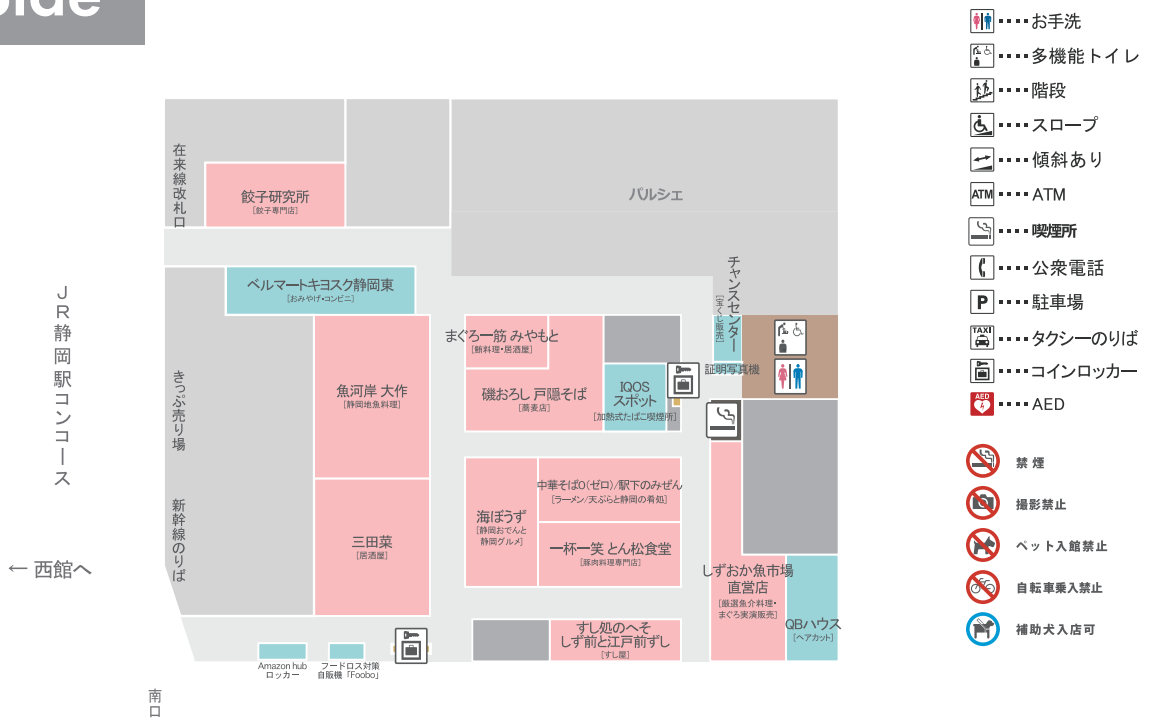 お手洗
多機能トイレ
階段
スロープ
傾斜あり
ATM ATM
喫煙所
公衆電話
P 駐車場
TAXI タクシーのりば
コインロッカー
AED AED
禁煙
撮影禁止
ペット入館禁止
自転車乗入禁止
補助犬入店可
在来線改札口
餃子研究所
[餃子専門店]
パルシェ
ベルマートキヨスク静岡東
[おみやげ・コンビニ]
チャンスセンター
[宝くじ販売]
JR静岡駅コンコース
まぐろ一筋 みやもと
[鮪料理・居酒屋]
証明写真機
きっぷ売り場
魚河岸 大作
[静岡地魚料理]
磯おろし 戸隠そば
[蕎麦店]
IQOS
スポット
[加熱式たばこ喫煙所]
新幹線のりば
中華そば0(ゼロ)/駅下のみぜん
[ラーメン/天ぷらと静岡の肴処]
海ぼうず
[静岡おでんと
静岡グルメ]
三田菜
[居酒屋]
一杯一笑 とん松食堂
[豚肉料理専門店]
← 西館へ
しずおか魚市場
直営店
[厳選魚介料理・
まぐろ実演販売]
QBハウス
[ヘアカット]
すし処のへそ
しず前と江戸前ずし
[すし屋]
Amazon hub
ロッカー
フードロス対策
自販機「Foobo」
南口